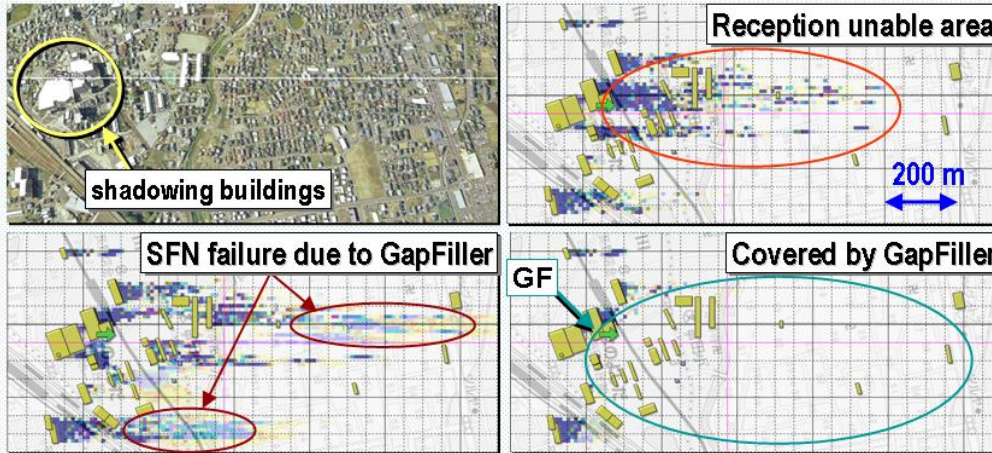 Reception unable area
shadowing buildings
200 m
SFN failure due to GapFiller
Covered by GapFiller
GF